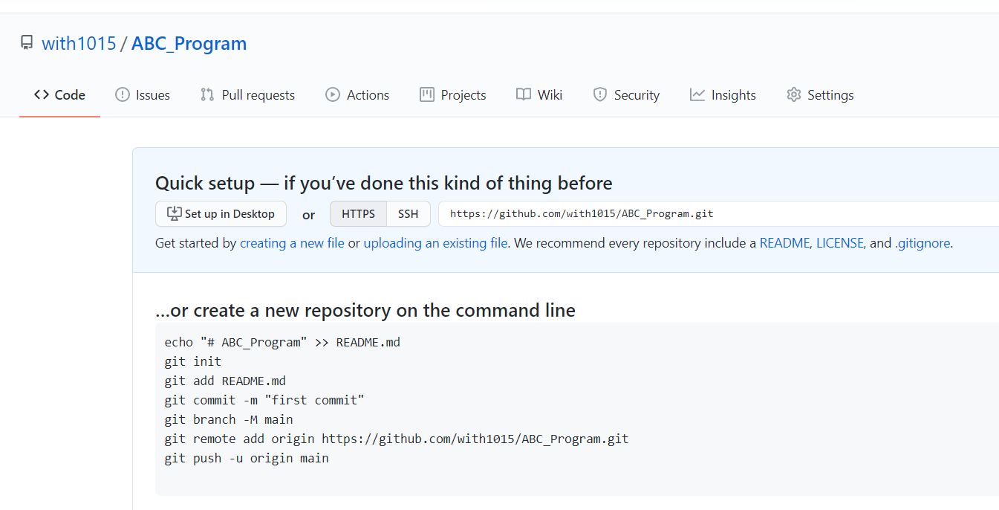 with1015 / ABC_Program
Code Issues Pull requests Actions Projects Wiki Security Insights Settings
Quick setup — if you’ve done this kind of thing before
Set up in Desktop or HTTPS SSH https://github.com/with1015/ABC_Program.git
Get started by creating a new file or uploading an existing file. We recommend every repository include a README, LICENSE, and .gitignore.
…or create a new repository on the command line
echo "# ABC_Program" >> README.md
git init
git add README.md
git commit -m "first commit"
git branch -M main
git remote add origin https://github.com/with1015/ABC_Program.git
git push -u origin main